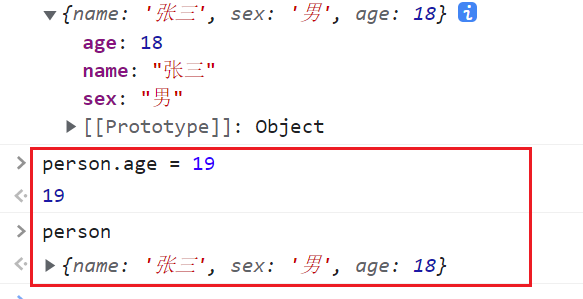 ▼ {name: '张三', sex: '男', age: 18} i
age: 18
name: "张三"
sex: "男"
▶ [[Prototype]]: Object
> person.age = 19
<· 19
> person
<· ▶ {name: '张三', sex: '男', age: 18}